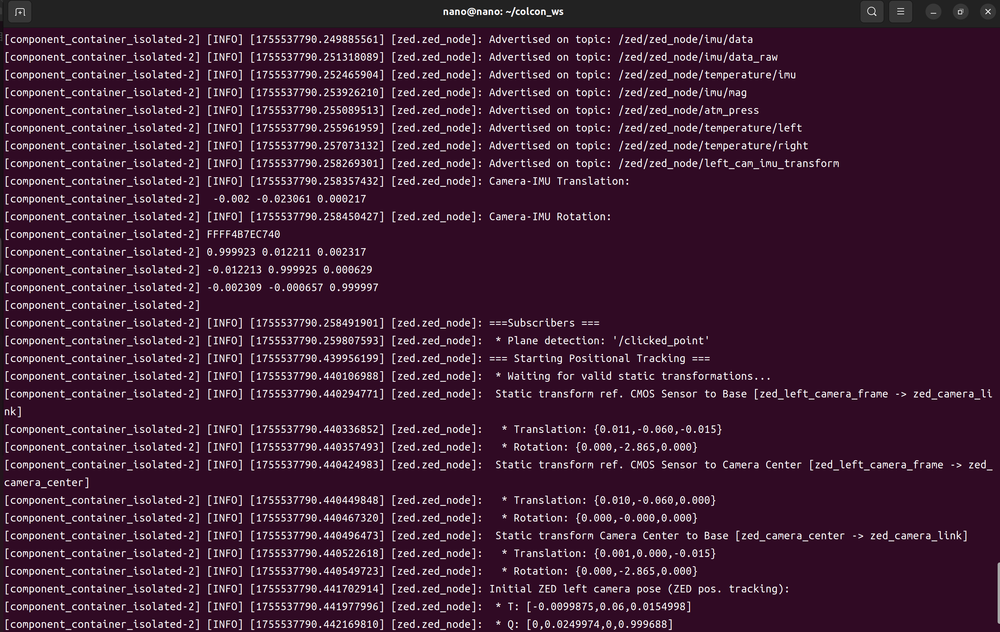 nano@nano: ~/colcon_ws
[component_container_isolated-2] [INFO] [1755537790.249885561] [zed.zed_node]: Advertised on topic: /zed/zed_node/imu/data
[component_container_isolated-2] [INFO] [1755537790.251318089] [zed.zed_node]: Advertised on topic: /zed/zed_node/imu/data_raw
[component_container_isolated-2] [INFO] [1755537790.252465904] [zed.zed_node]: Advertised on topic: /zed/zed_node/temperature/imu
[component_container_isolated-2] [INFO] [1755537790.253926210] [zed.zed_node]: Advertised on topic: /zed/zed_node/imu/mag
[component_container_isolated-2] [INFO] [1755537790.255089513] [zed.zed_node]: Advertised on topic: /zed/zed_node/atm_press
[component_container_isolated-2] [INFO] [1755537790.255961959] [zed.zed_node]: Advertised on topic: /zed/zed_node/temperature/left
[component_container_isolated-2] [INFO] [1755537790.257073132] [zed.zed_node]: Advertised on topic: /zed/zed_node/temperature/right
[component_container_isolated-2] [INFO] [1755537790.258269301] [zed.zed_node]: Advertised on topic: /zed/zed_node/left_cam_imu_transform
[component_container_isolated-2] [INFO] [1755537790.258357432] [zed.zed_node]: Camera-IMU Translation:
[component_container_isolated-2]  -0.002 -0.023061 0.000217
[component_container_isolated-2] [INFO] [1755537790.258450427] [zed.zed_node]: Camera-IMU Rotation:
[component_container_isolated-2] FFFF4B7EC740
[component_container_isolated-2] 0.999923 0.012211 0.002317
[component_container_isolated-2] -0.012213 0.999925 0.000629
[component_container_isolated-2] -0.002309 -0.000657 0.999997
[component_container_isolated-2]
[component_container_isolated-2] [INFO] [1755537790.258491901] [zed.zed_node]: ===Subscribers ===
[component_container_isolated-2] [INFO] [1755537790.259807593] [zed.zed_node]:  * Plane detection: '/clicked_point'
[component_container_isolated-2] [INFO] [1755537790.439956199] [zed.zed_node]: === Starting Positional Tracking ===
[component_container_isolated-2] [INFO] [1755537790.440106988] [zed.zed_node]:  * Waiting for valid static transformations...
[component_container_isolated-2] [INFO] [1755537790.440294771] [zed.zed_node]:  Static transform ref. CMOS Sensor to Base [zed_left_camera_frame -> zed_camera_li
nk]
[component_container_isolated-2] [INFO] [1755537790.440336852] [zed.zed_node]:   * Translation: {0.011,-0.060,-0.015}
[component_container_isolated-2] [INFO] [1755537790.440357493] [zed.zed_node]:   * Rotation: {0.000,-2.865,0.000}
[component_container_isolated-2] [INFO] [1755537790.440424983] [zed.zed_node]:  Static transform ref. CMOS Sensor to Camera Center [zed_left_camera_frame -> zed_
camera_center]
[component_container_isolated-2] [INFO] [1755537790.440449848] [zed.zed_node]:   * Translation: {0.010,-0.060,0.000}
[component_container_isolated-2] [INFO] [1755537790.440467320] [zed.zed_node]:   * Rotation: {0.000,-0.000,0.000}
[component_container_isolated-2] [INFO] [1755537790.440496473] [zed.zed_node]:  Static transform Camera Center to Base [zed_camera_center -> zed_camera_link]
[component_container_isolated-2] [INFO] [1755537790.440522618] [zed.zed_node]:   * Translation: {0.001,0.000,-0.015}
[component_container_isolated-2] [INFO] [1755537790.440549723] [zed.zed_node]:   * Rotation: {0.000,-2.865,0.000}
[component_container_isolated-2] [INFO] [1755537790.441702914] [zed.zed_node]: Initial ZED left camera pose (ZED pos. tracking):
[component_container_isolated-2] [INFO] [1755537790.441977996] [zed.zed_node]:  * T: [-0.0099875,0.06,0.0154998]
[component_container_isolated-2] [INFO] [1755537790.442169810] [zed.zed_node]:  * Q: [0,0.0249974,0,0.999688]